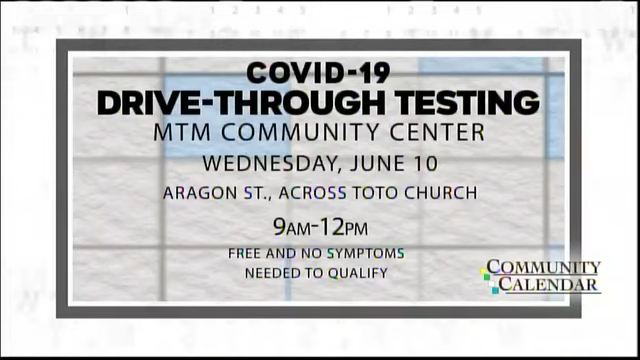 COVID-19
DRIVE-THROUGH TESTING
MTM COMMUNITY CENTER
WEDNESDAY, JUNE 10
ARAGON ST., ACROSS TOTO CHURCH
9AM-12PM
FREE AND NO SYMPTOMS
NEEDED TO QUALIFY
COMMUNITY
CALENDAR